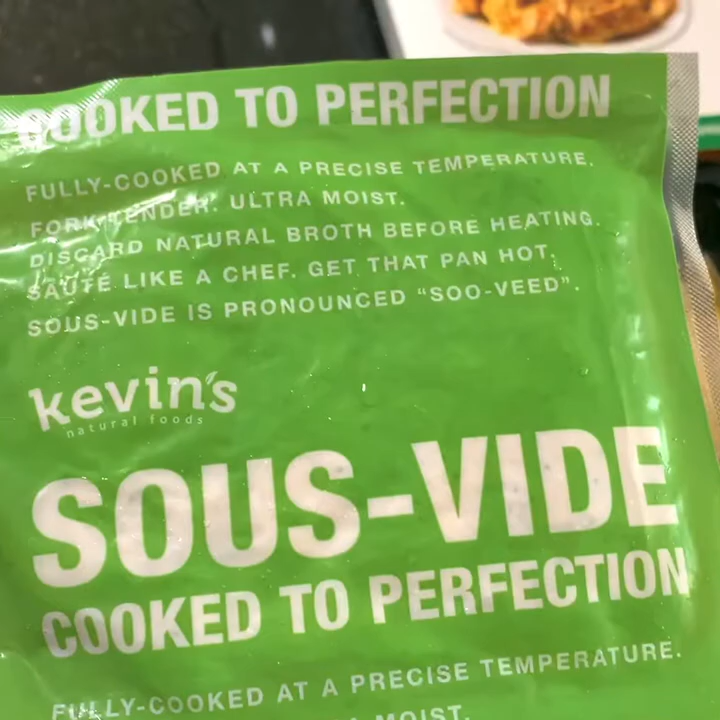 COOKED TO PERFECTION
FULLY-COOKED AT A PRECISE TEMPERATURE.
FORK-TENDER. ULTRA MOIST.
DISCARD NATURAL BROTH BEFORE HEATING.
SAUTÉ LIKE A CHEF. GET THAT PAN HOT.
SOUS-VIDE IS PRONOUNCED “SOO-VEED”.
kevin's
natural foods
SOUS-VIDE
COOKED TO PERFECTION
FULLY-COOKED AT A PRECISE TEMPERATURE.
MOIST.